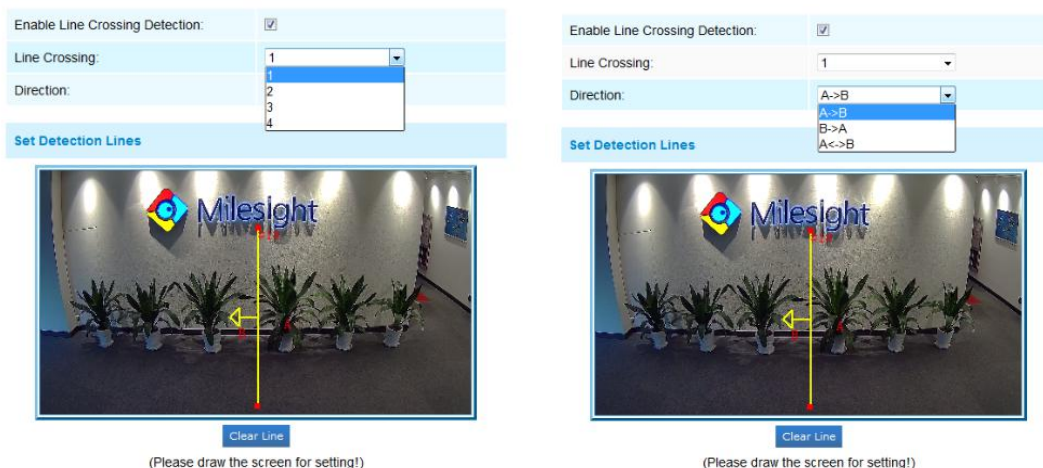 Enable Line Crossing Detection:
Line Crossing:
1
1
2
3
4
Direction:
Set Detection Lines
Milesight
B
A
Clear Line
(Please draw the screen for setting!)
Enable Line Crossing Detection:
Line Crossing:
1
Direction:
A->B
A->B
B->A
A<->B
Set Detection Lines
Milesight
B
A
Clear Line
(Please draw the screen for setting!)